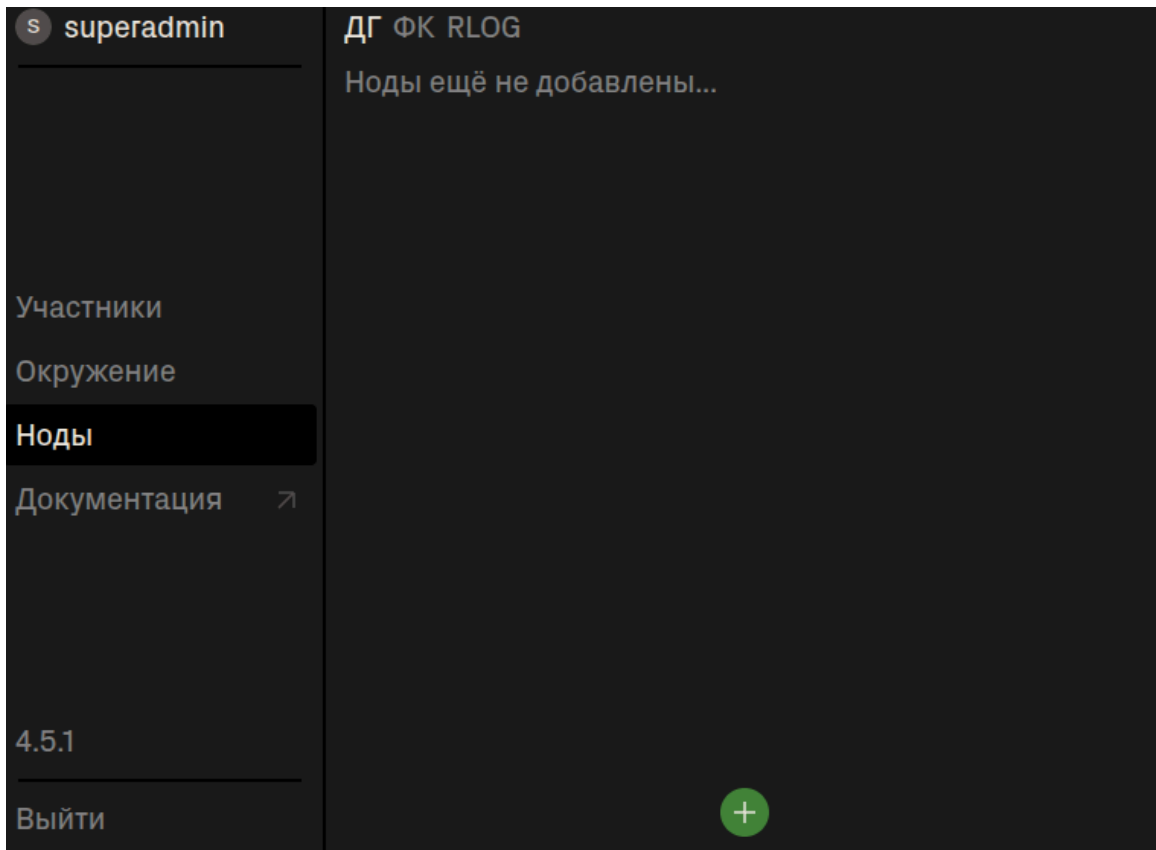 S superadmin
Участники
Окружение
Ноды
Документация
4.5.1
Выйти
ДГ ФК RLOG
Ноды ещё не добавлены...